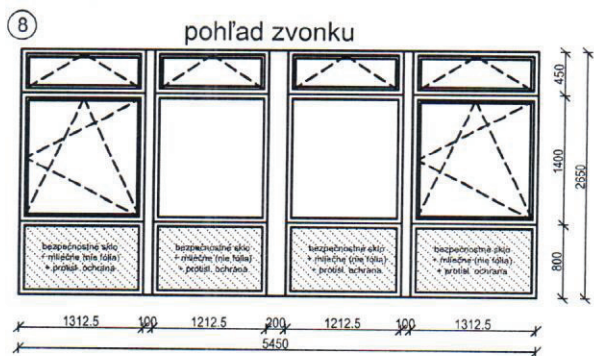 8
pohľad zvonku
450
1400
2650
800
bezpečnostné sklo
+ mliečne (nie fólia)
+ protisl. ochrana
bezpečnostné sklo
+ mliečne (nie fólia)
+ protisl. ochrana
bezpečnostné sklo
+ mliečne (nie fólia)
+ protisl. ochrana
bezpečnostné sklo
+ mliečne (nie fólia)
+ protisl. ochrana
1312.5 100 1212.5 200 1212.5 100 1312.5
5450